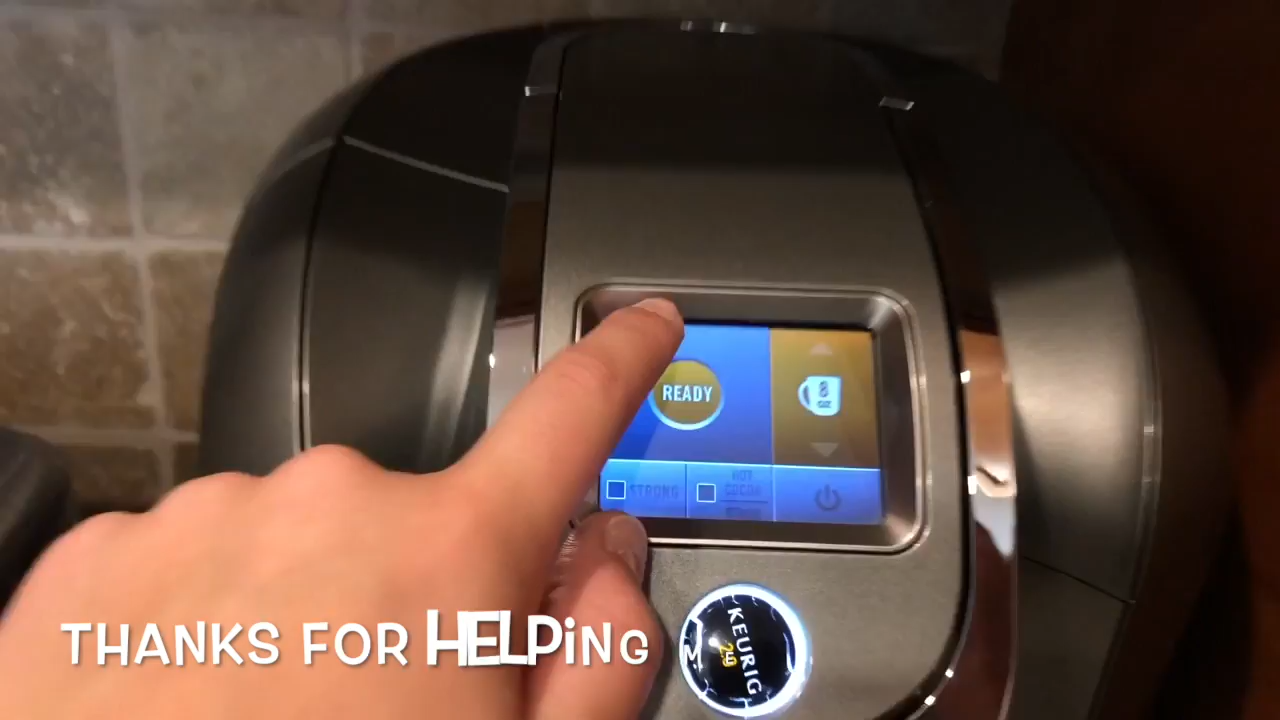 READY
8
OZ
STRONG
HOT
COCOA
KEURIG
2.0
THANKS FOR HELPiNG